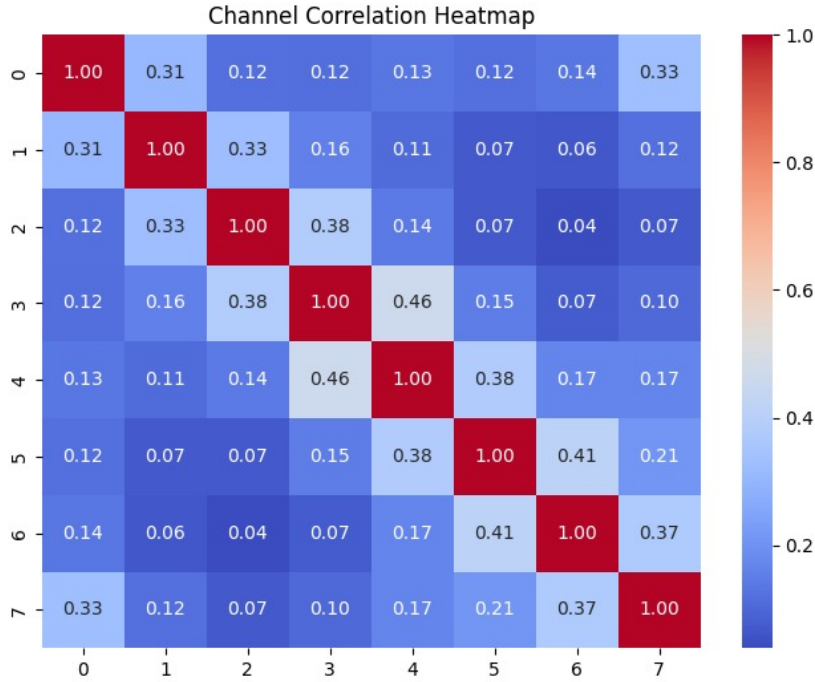 Channel Correlation Heatmap
0 1.00 0.31 0.12 0.12 0.13 0.12 0.14 0.33
1 0.31 1.00 0.33 0.16 0.11 0.07 0.06 0.12
2 0.12 0.33 1.00 0.38 0.14 0.07 0.04 0.07
3 0.12 0.16 0.38 1.00 0.46 0.15 0.07 0.10
4 0.13 0.11 0.14 0.46 1.00 0.38 0.17 0.17
5 0.12 0.07 0.07 0.15 0.38 1.00 0.41 0.21
6 0.14 0.06 0.04 0.07 0.17 0.41 1.00 0.37
7 0.33 0.12 0.07 0.10 0.17 0.21 0.37 1.00
0 1 2 3 4 5 6 7
1.0
0.8
0.6
0.4
0.2